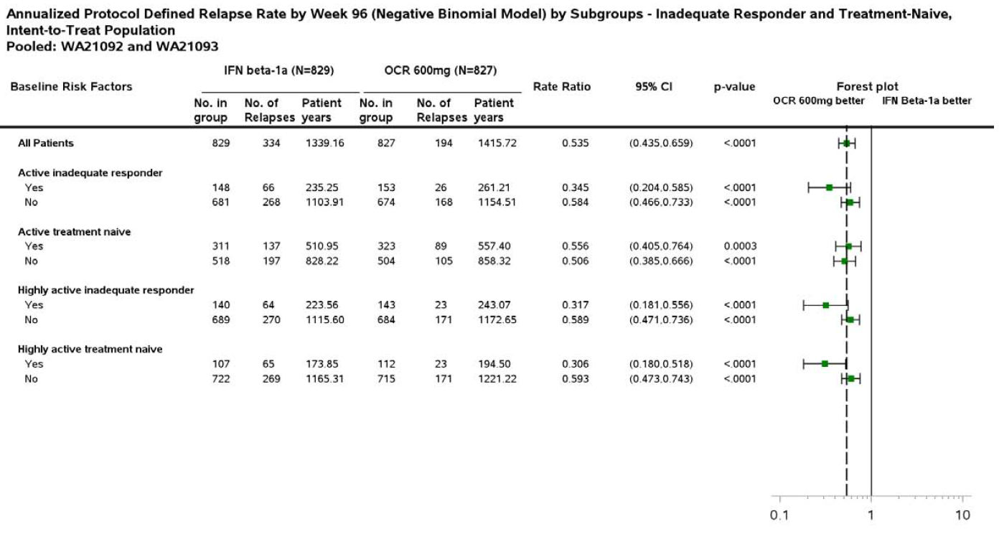 Annualized Protocol Defined Relapse Rate by Week 96 (Negative Binomial Model) by Subgroups - Inadequate Responder and Treatment-Naive,
Intent-to-Treat Population
Pooled: WA21092 and WA21093
IFN beta-1a (N=829) OCR 600mg (N=827)
Baseline Risk Factors Rate Ratio 95% CI p-value Forest plot
OCR 600mg better IFN Beta-1a better
No. in No. of Patient No. in No. of Patient
group Relapses years group Relapses years
All Patients 829 334 1339.16 827 194 1415.72 0.535 (0.435,0.659) <.0001
Active inadequate responder
Yes 148 66 235.25 153 26 261.21 0.345 (0.204,0.585) <.0001
No 681 268 1103.91 674 168 1154.51 0.584 (0.466,0.733) <.0001
Active treatment naive
Yes 311 137 510.95 323 89 557.40 0.556 (0.405,0.764) 0.0003
No 518 197 828.22 504 105 858.32 0.506 (0.385,0.666) <.0001
Highly active inadequate responder
Yes 140 64 223.56 143 23 243.07 0.317 (0.181,0.556) <.0001
No 689 270 1115.60 684 171 1172.65 0.589 (0.471,0.736) <.0001
Highly active treatment naive
Yes 107 65 173.85 112 23 194.50 0.306 (0.180,0.518) <.0001
No 722 269 1165.31 715 171 1221.22 0.593 (0.473,0.743) <.0001
0.1 1 10